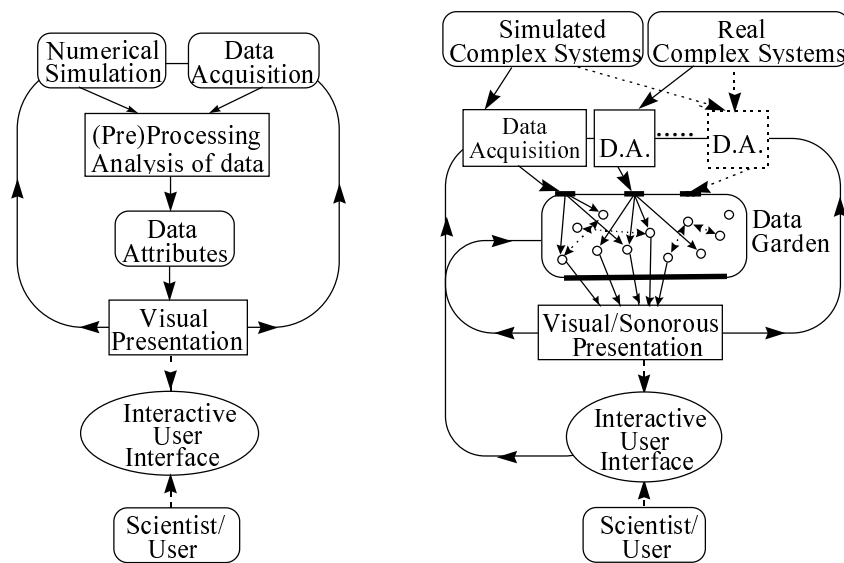 Numerical
Simulation
Data
Acquisition
(Pre)Processing
Analysis of data
Data
Attributes
Visual
Presentation
Interactive
User
Interface
Scientist/
User
Simulated
Complex Systems
Real
Complex Systems
Data
Acquisition
D.A.
D.A.
Data
Garden
Visual/Sonorous
Presentation
Interactive
User
Interface
Scientist/
User